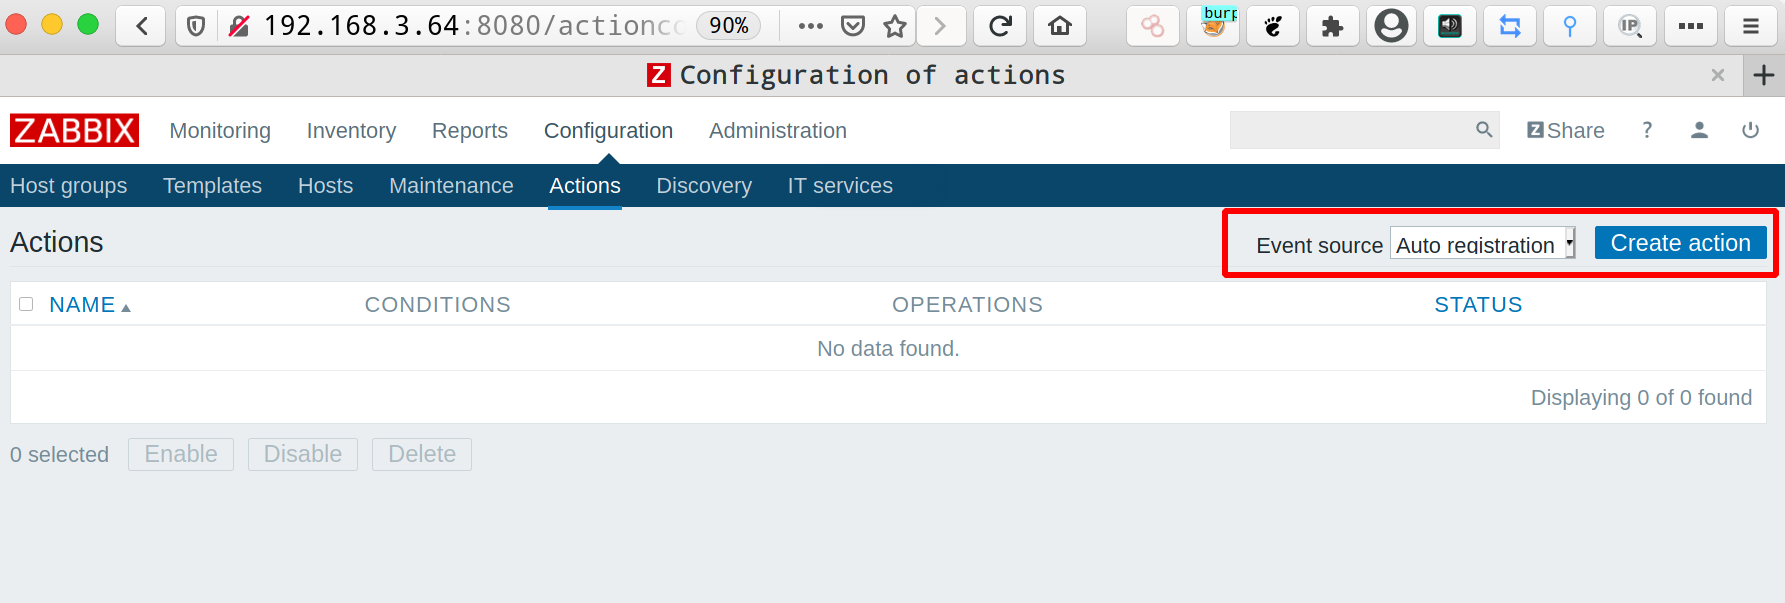 192.168.3.64:8080/actionco 90% burp IP
Z Configuration of actions
ZABBIX Monitoring Inventory Reports Configuration Administration Z Share ?
Host groups Templates Hosts Maintenance Actions Discovery IT services
Actions Event source Auto registration Create action
NAME CONDITIONS OPERATIONS STATUS
No data found.
Displaying 0 of 0 found
0 selected Enable Disable Delete